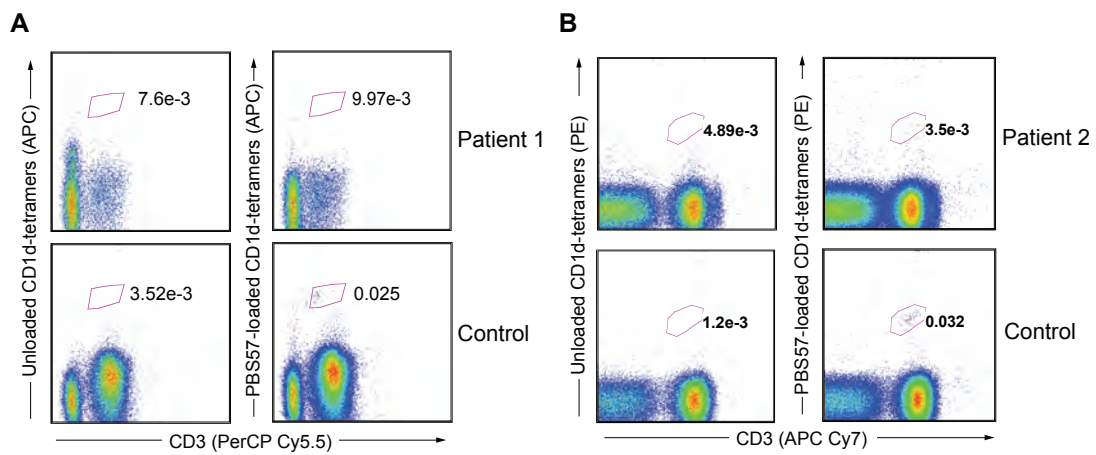 A
B
Unloaded CD1d-tetramers (APC)
7.6e-3
PBS57-loaded CD1d-tetramers (APC)
9.97e-3
Patient 1
3.52e-3
0.025
Control
CD3 (PerCP Cy5.5)
Unloaded CD1d-tetramers (PE)
4.89e-3
PBS57-loaded CD1d-tetramers (PE)
3.5e-3
Patient 2
1.2e-3
0.032
Control
CD3 (APC Cy7)